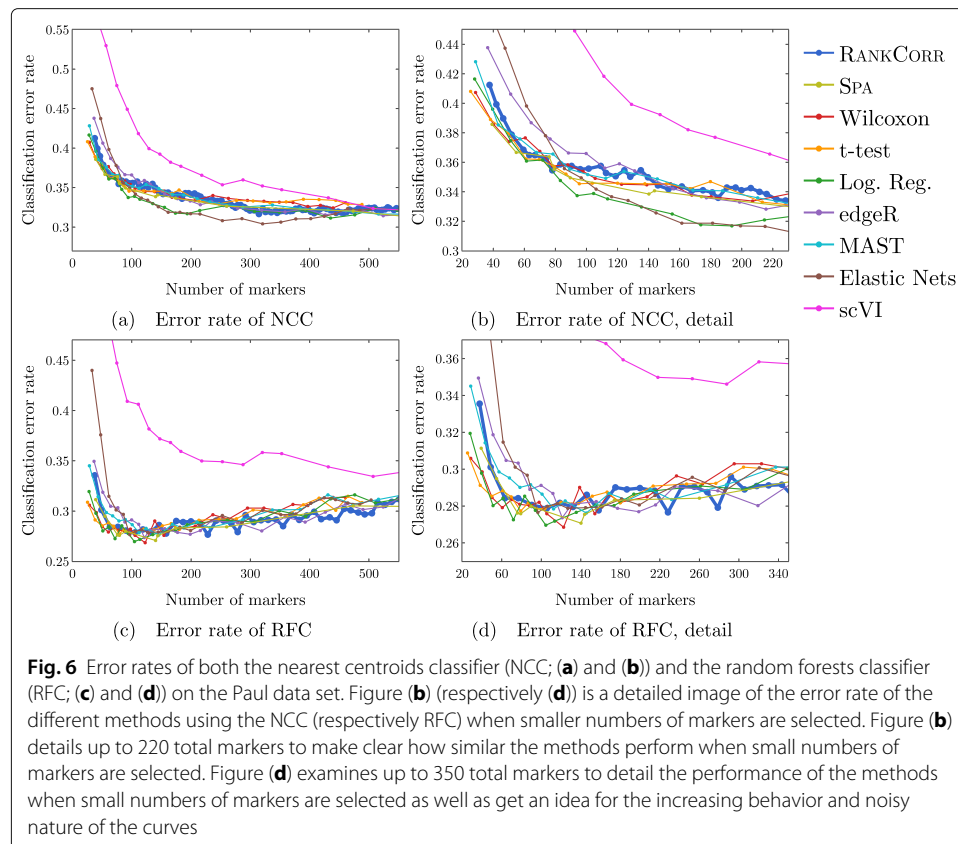 0.55
0.5
0.45
0.4
0.35
0.3
0
100
200
300
400
500
Classification error rate
Number of markers
(a) Error rate of NCC
0.44
0.42
0.4
0.38
0.36
0.34
0.32
0.3
20
40
60
80
100
120
140
160
180
200
220
Classification error rate
Number of markers
(b) Error rate of NCC, detail
RANKCORR
SPA
Wilcoxon
t-test
Log. Reg.
edgeR
MAST
Elastic Nets
scVI
0.45
0.4
0.35
0.3
0.25
0
100
200
300
400
500
Classification error rate
Number of markers
(c) Error rate of RFC
0.36
0.34
0.32
0.3
0.28
0.26
20
60
100
140
180
220
260
300
340
Classification error rate
Number of markers
(d) Error rate of RFC, detail
Fig. 6 Error rates of both the nearest centroids classifier (NCC; (a) and (b)) and the random forests classifier
(RFC; (c) and (d)) on the Paul data set. Figure (b) (respectively (d)) is a detailed image of the error rate of the
different methods using the NCC (respectively RFC) when smaller numbers of markers are selected. Figure (b)
details up to 220 total markers to make clear how similar the methods perform when small numbers of
markers are selected. Figure (d) examines up to 350 total markers to detail the performance of the methods
when small numbers of markers are selected as well as get an idea for the increasing behavior and noisy
nature of the curves